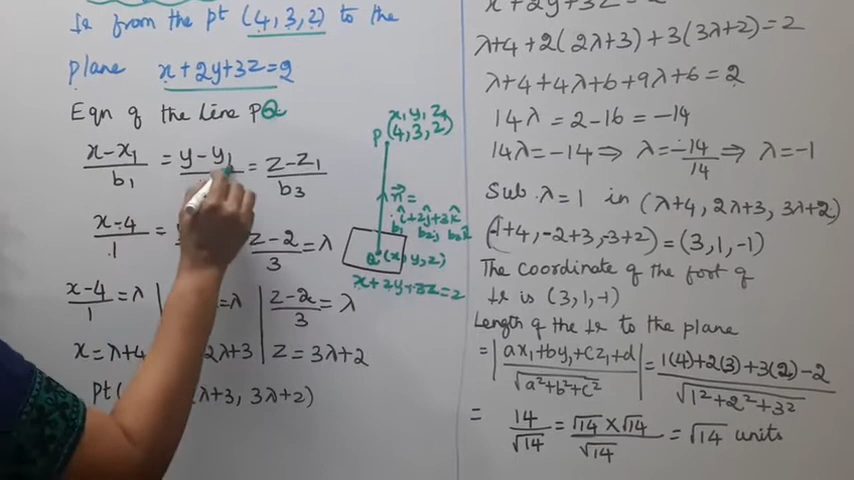 ⊥r from the pt (4,3,2) to the
plane x+2y+3z=2
Eqn of the Line PQ
x-x₁/b₁ = y-y₁/ = z-z₁/b₃
x-4/1 = z-2/3 = λ
x-4/1 = λ | = λ | z-2/3 = λ
x=λ+4 2λ+3 | z = 3λ+2
pt( λ+3, 3λ+2)
x₁ y₁ z₁
P(4,3,2)
n⃗ =
î+2ĵ+3k̂
b₁ b₂ĵ b₃k̂
Q(x,y,z)
x+2y+3z=2
x+2y+3z=2
λ+4+2(2λ+3)+3(3λ+2)=2
λ+4+4λ+6+9λ+6=2
14λ=2-16=-14
14λ=-14 ⇒ λ=-14/14 ⇒ λ=-1
Sub λ=1 in (λ+4, 2λ+3, 3λ+2)
(-1+4, -2+3, -3+2) = (3,1,-1)
The coordinate of the foot of
⊥r is (3,1,-1)
Length of the ⊥r to the plane
= |ax₁+by₁+cz₁+d/√a²+b²+c²| = 1(4)+2(3)+3(2)-2/√1²+2²+3²
= 14/√14 = √14×√14/√14 = √14 units